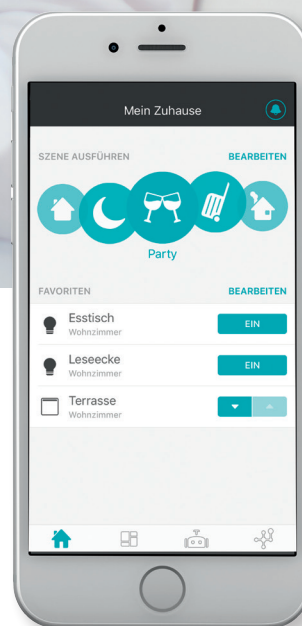 Mein Zuhause
SZENE AUSFÜHREN BEARBEITEN
Party
FAVORITEN BEARBEITEN
Esstisch
Wohnzimmer
EIN
Leseecke
Wohnzimmer
EIN
Terrasse
Wohnzimmer